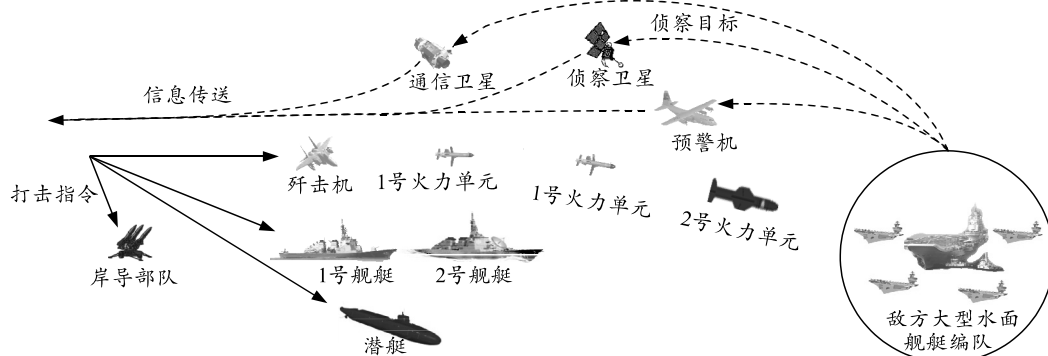 侦察目标
通信卫星
侦察卫星
信息传送
预警机
歼击机
1号火力单元
1号火力单元
2号火力单元
打击指令
岸导部队
1号舰艇
2号舰艇
潜艇
敌方大型水面
舰艇编队